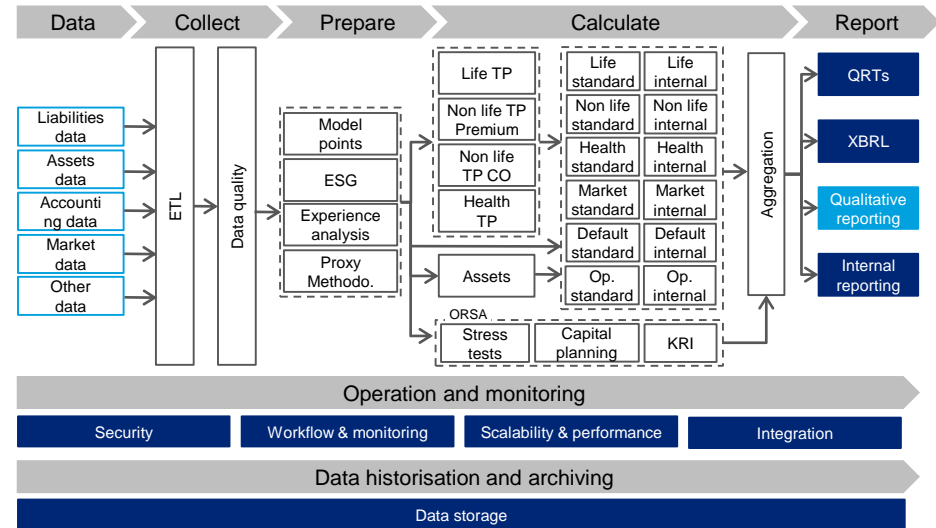 Data
Collect
Prepare
Calculate
Report
Liabilities
data
Assets
data
Accounti
ng data
Market
data
Other
data
ETL
Data quality
Model
points
ESG
Experience
analysis
Proxy
Methodo.
Life TP
Non life TP
Premium
Non life
TP CO
Health
TP
Assets
Life
standard
Life
internal
Non life
standard
Non life
internal
Health
standard
Health
internal
Market
standard
Market
internal
Default
standard
Default
internal
Op.
standard
Op.
internal
ORSA
Stress
tests
Capital
planning
KRI
Aggregation
QRTs
XBRL
Qualitative
reporting
Internal
reporting
Operation and monitoring
Security
Workflow & monitoring
Scalability & performance
Integration
Data historisation and archiving
Data storage